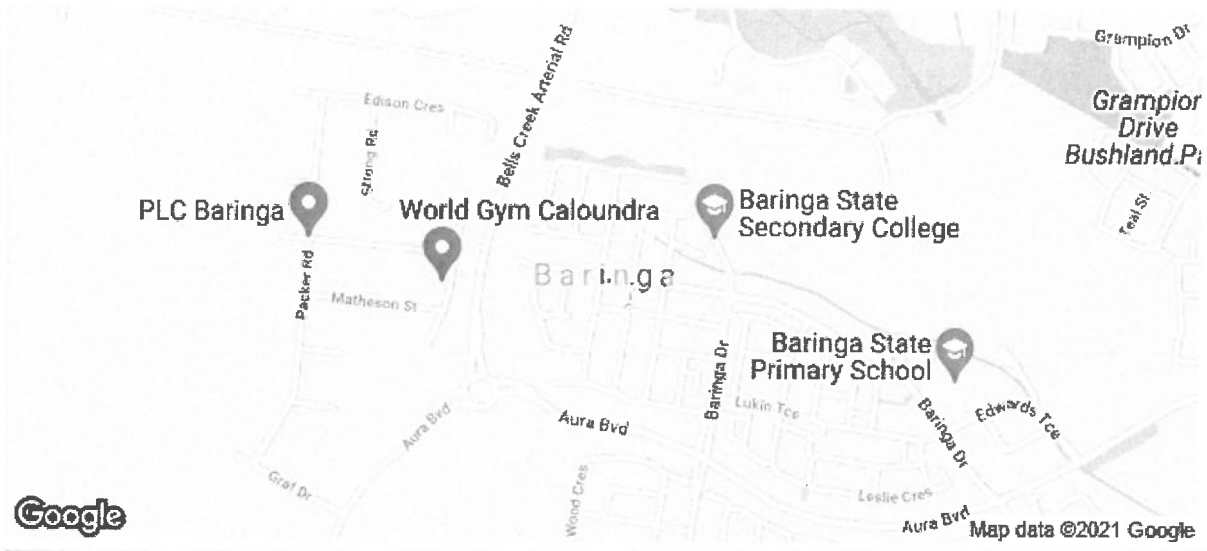 Grampion Dr
Bells Creek Arterial Rd
Edison Cres
Strong Rd
Grampion
Drive
Bushland Pa
Teal St
PLC Baringa
World Gym Caloundra
Baringa State
Secondary College
Baringa
Packer Rd
Matheson St
Baringa State
Primary School
Baringa Dr
Lukin Tce
Baringa Dr
Edwards Tce
Aura Bvd
Aura Bvd
Graf Dr
Wood Cres
Leslie Cres
Aura Bvd
Google
Map data ©2021 Google